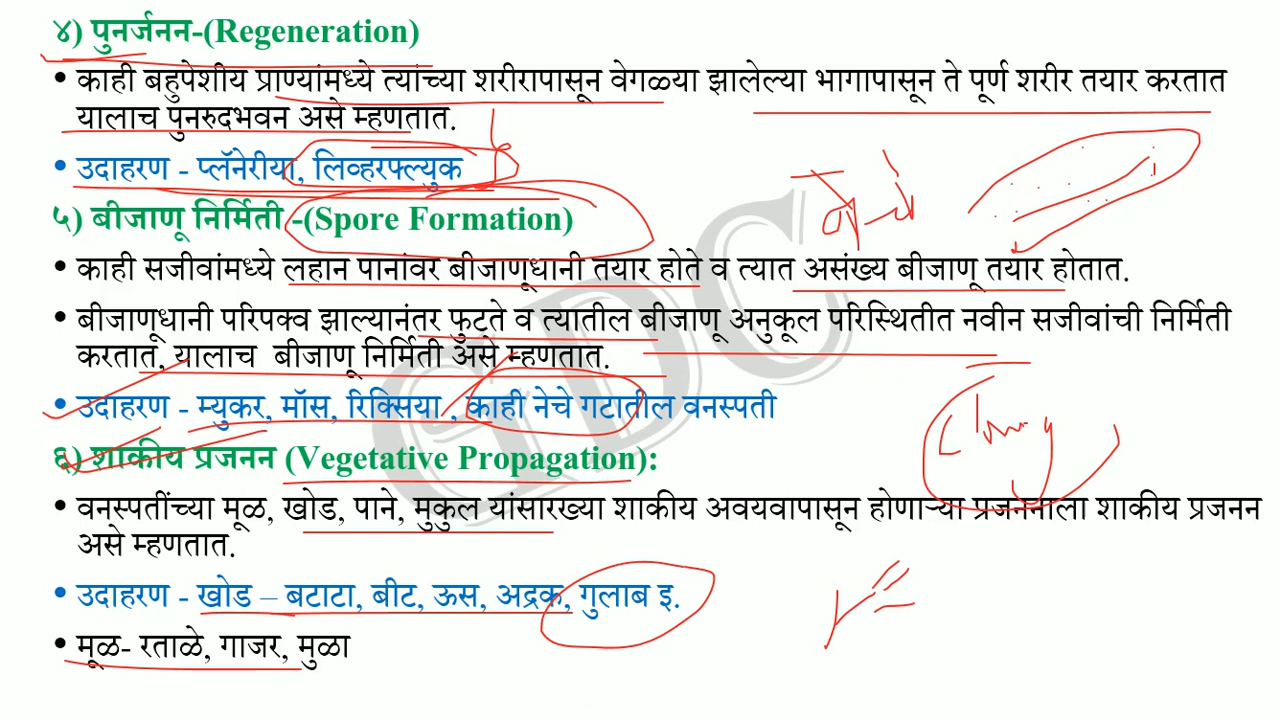 ४) पुनर्जनन-(Regeneration)
• काही बहुपेशीय प्राण्यांमध्ये त्यांच्या शरीरापासून वेगळ्या झालेल्या भागापासून ते पूर्ण शरीर तयार करतात
यालाच पुनरुदभवन असे म्हणतात.
• उदाहरण - प्लॅनेरीया, लिव्हरफ्ल्युक
५) बीजाणू निर्मिती -(Spore Formation)
नेचे
• काही सजीवांमध्ये लहान पानांवर बीजाणूधानी तयार होते व त्यात असंख्य बीजाणू तयार होतात.
• बीजाणूधानी परिपक्व झाल्यानंतर फुटते व त्यातील बीजाणू अनुकूल परिस्थितीत नवीन सजीवांची निर्मिती
करतात, यालाच बीजाणू निर्मिती असे म्हणतात.
• उदाहरण - म्युकर, मॉस, रिक्सिया , काही नेचे गटातील वनस्पती
६) शाकीय प्रजनन (Vegetative Propagation):
• वनस्पतींच्या मूळ, खोड, पाने, मुकुल यांसारख्या शाकीय अवयवापासून होणाऱ्या प्रजननाला शाकीय प्रजनन
असे म्हणतात.
• उदाहरण - खोड – बटाटा, बीट, ऊस, अद्रक, गुलाब इ.
• मूळ- रताळे, गाजर, मुळा
GDC